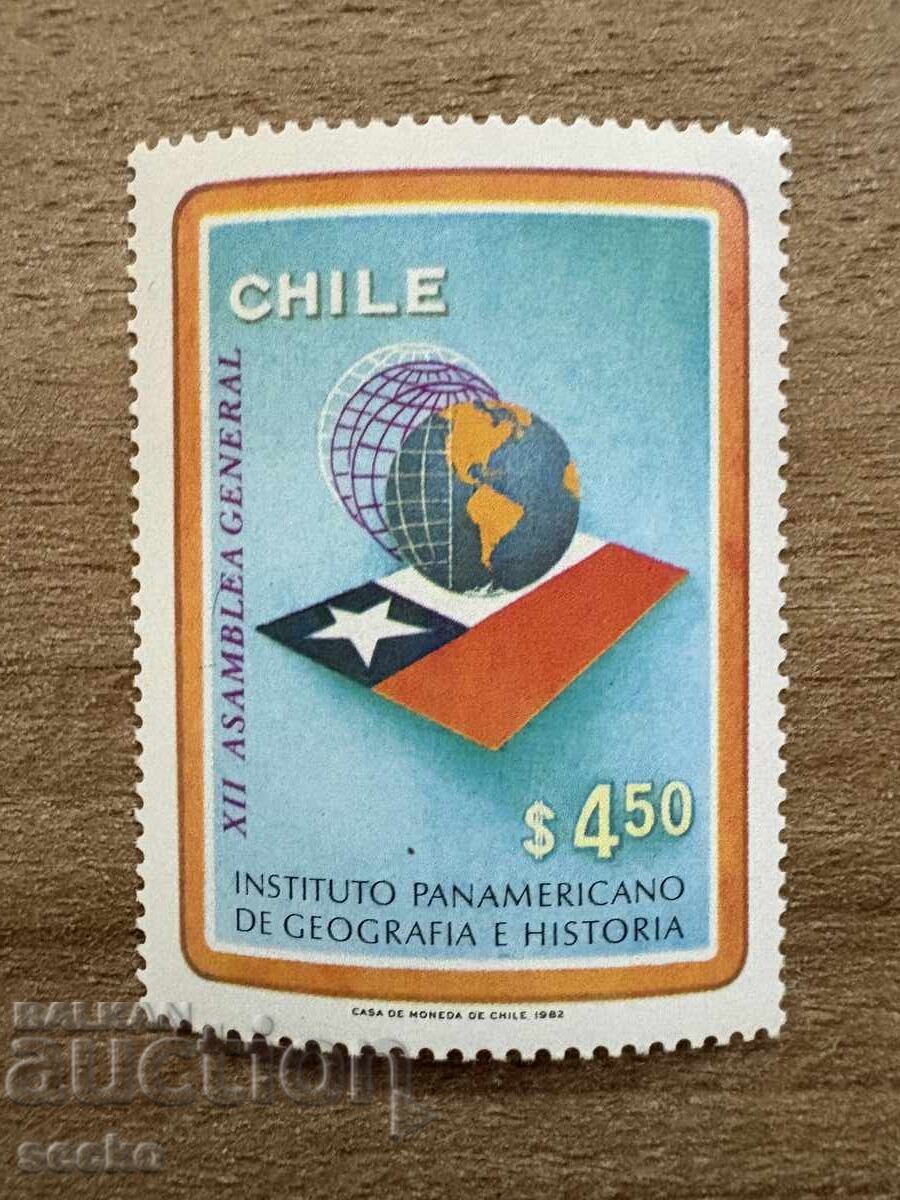 CHILE
XII ASAMBLEA GENERAL
$ 4.50
INSTITUTO PANAMERICANO
DE GEOGRAFIA E HISTORIA
CASA DE MONEDA DE CHILE 1982
BALKAN
auction
secko